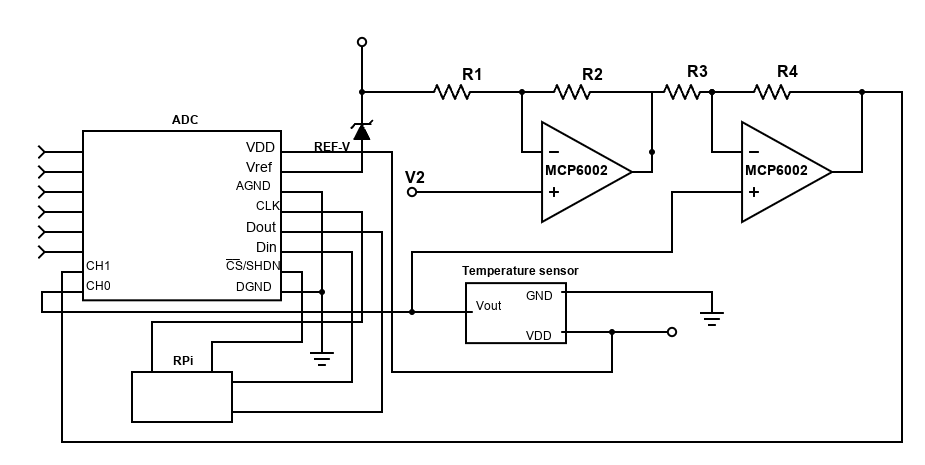 R1
R2
R3
R4
ADC
REF-V
VDD
Vref
AGND
CLK
Dout
Din
CS/SHDN
DGND
CH1
CH0
V2
MCP6002
MCP6002
Temperature sensor
Vout
GND
VDD
RPi